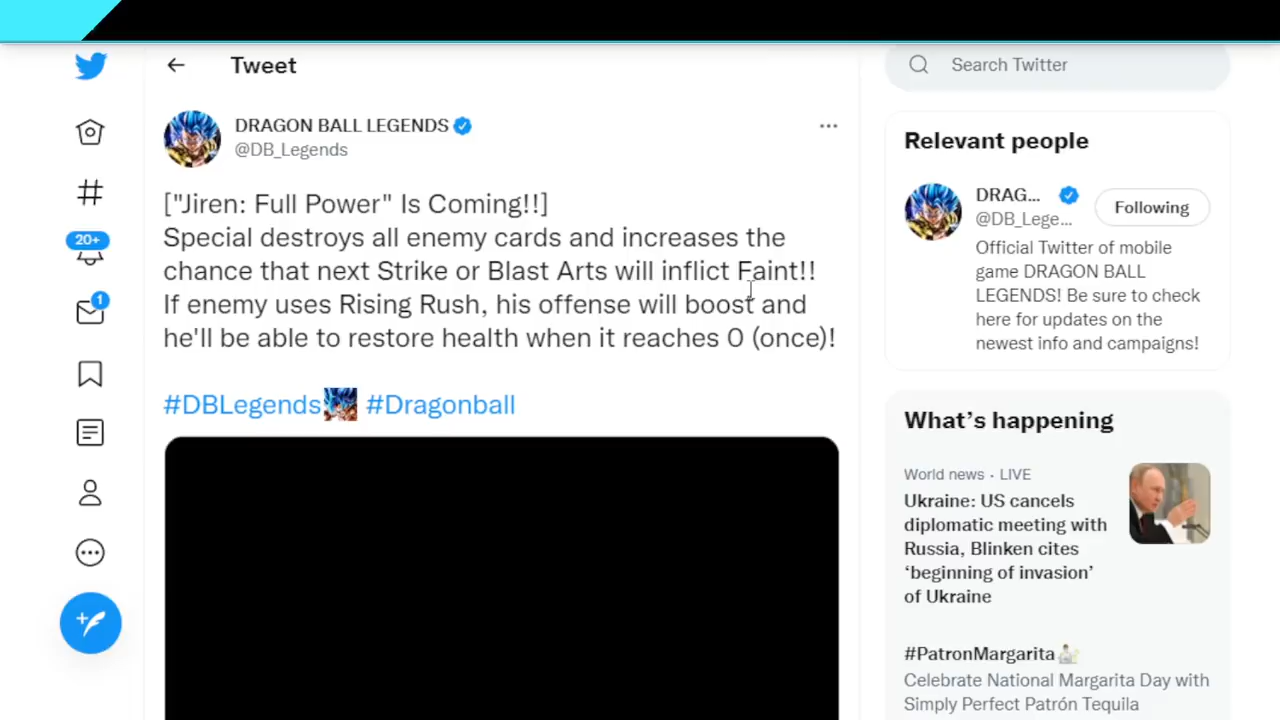 Tweet
DRAGON BALL LEGENDS
@DB_Legends
["Jiren: Full Power" Is Coming!!]
Special destroys all enemy cards and increases the
chance that next Strike or Blast Arts will inflict Faint!!
If enemy uses Rising Rush, his offense will boost and
he'll be able to restore health when it reaches 0 (once)!
#DBLegends #Dragonball
20+
1
Search Twitter
Relevant people
DRAG...
@DB_Lege...
Following
Official Twitter of mobile
game DRAGON BALL
LEGENDS! Be sure to check
here for updates on the
newest info and campaigns!
What's happening
World news · LIVE
Ukraine: US cancels
diplomatic meeting with
Russia, Blinken cites
‘beginning of invasion’
of Ukraine
#PatronMargarita
Celebrate National Margarita Day with
Simply Perfect Patrón Tequila